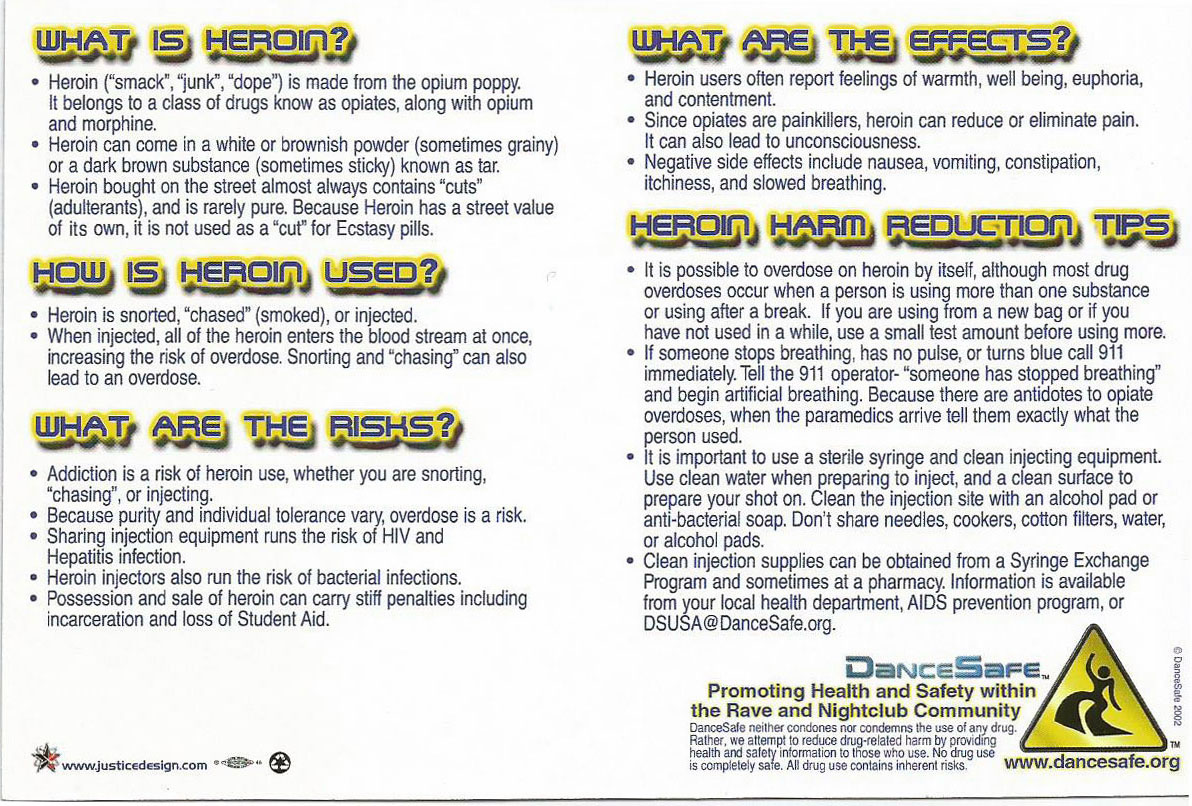 WHAT IS HEROIN?
• Heroin (“smack”, “junk”, “dope”) is made from the opium poppy.
It belongs to a class of drugs know as opiates, along with opium
and morphine.
• Heroin can come in a white or brownish powder (sometimes grainy)
or a dark brown substance (sometimes sticky) known as tar.
• Heroin bought on the street almost always contains “cuts”
(adulterants), and is rarely pure. Because Heroin has a street value
of its own, it is not used as a “cut” for Ecstasy pills.
HOW IS HEROIN USED?
• Heroin is snorted, “chased” (smoked), or injected.
• When injected, all of the heroin enters the blood stream at once,
increasing the risk of overdose. Snorting and “chasing” can also
lead to an overdose.
WHAT ARE THE RISKS?
• Addiction is a risk of heroin use, whether you are snorting,
“chasing”, or injecting.
• Because purity and individual tolerance vary, overdose is a risk.
• Sharing injection equipment runs the risk of HIV and
Hepatitis infection.
• Heroin injectors also run the risk of bacterial infections.
• Possession and sale of heroin can carry stiff penalties including
incarceration and loss of Student Aid.
www.justicedesign.com
WHAT ARE THE EFFECTS?
• Heroin users often report feelings of warmth, well being, euphoria,
and contentment.
• Since opiates are painkillers, heroin can reduce or eliminate pain.
It can also lead to unconsciousness.
• Negative side effects include nausea, vomiting, constipation,
itchiness, and slowed breathing.
HEROIN HARM REDUCTION TIPS
• It is possible to overdose on heroin by itself, although most drug
overdoses occur when a person is using more than one substance
or using after a break. If you are using from a new bag or if you
have not used in a while, use a small test amount before using more.
• If someone stops breathing, has no pulse, or turns blue call 911
immediately. Tell the 911 operator- “someone has stopped breathing”
and begin artificial breathing. Because there are antidotes to opiate
overdoses, when the paramedics arrive tell them exactly what the
person used.
• It is important to use a sterile syringe and clean injecting equipment.
Use clean water when preparing to inject, and a clean surface to
prepare your shot on. Clean the injection site with an alcohol pad or
anti-bacterial soap. Don’t share needles, cookers, cotton filters, water,
or alcohol pads.
• Clean injection supplies can be obtained from a Syringe Exchange
Program and sometimes at a pharmacy. Information is available
from your local health department, AIDS prevention program, or
DSUSA@DanceSafe.org.
DANCESAFE™
Promoting Health and Safety within
the Rave and Nightclub Community
DanceSafe neither condones nor condemns the use of any drug.
Rather, we attempt to reduce drug-related harm by providing
health and safety information to those who use. No drug use
is completely safe. All drug use contains inherent risks.
TM
www.dancesafe.org
© DanceSafe 2002